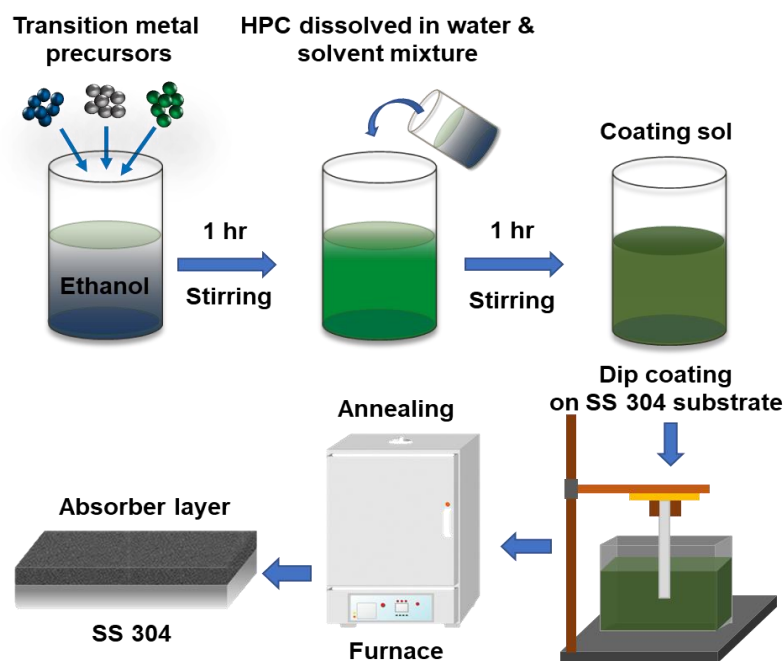 Transition metal
precursors
HPC dissolved in water &
solvent mixture
Coating sol
1 hr
Stirring
1 hr
Stirring
Ethanol
Dip coating
on SS 304 substrate
Annealing
Furnace
Absorber layer
SS 304